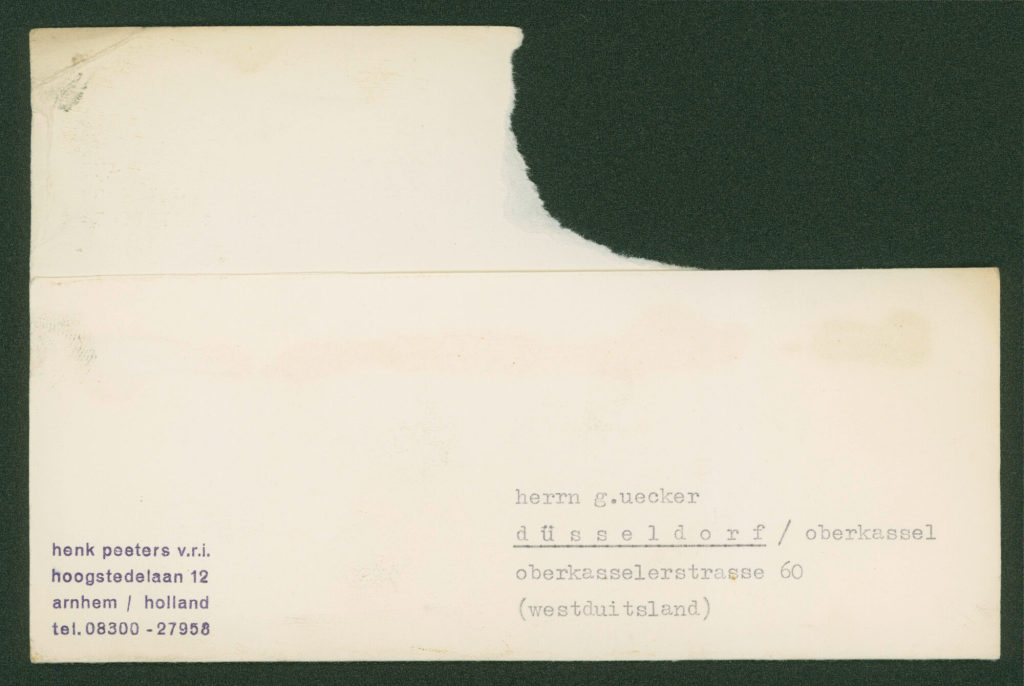 herrn g.uecker
d ü s s e l d o r f / oberkassel
oberkasselerstrasse 60
(westduitsland)
henk peeters v.r.i.
hoogstedelaan 12
arnhem / holland
tel. 08300 - 27958